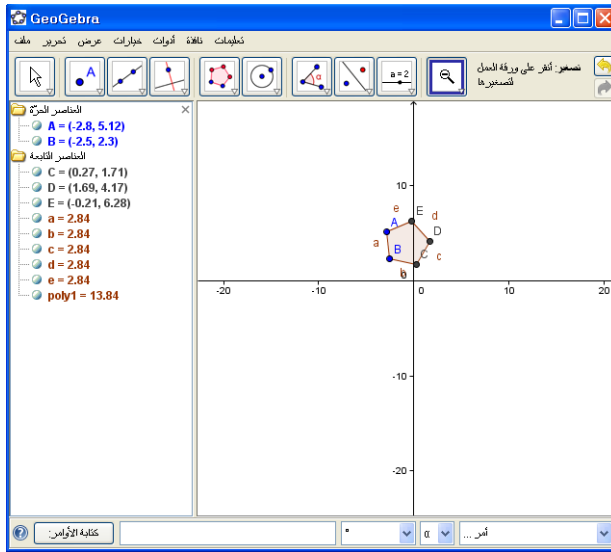 GeoGebra
ملف تحرير عرض خيارات أدوات نافذة تعليمات
A
α
a = 2
تصغير: أنقر على ورقة العمل
لتصغيرها
العناصر الحرّة
A = (-2.8, 5.12)
B = (-2.5, 2.3)
العناصر التابعة
C = (0.27, 1.71)
D = (1.69, 4.17)
E = (-0.21, 6.28)
a = 2.84
b = 2.84
c = 2.84
d = 2.84
e = 2.84
poly1 = 13.84
10
e E d
A D
a B C c
b
0
-20 -10 0 10 20
-10
-20
كتابة الأوامر:
°
α
أمر ...